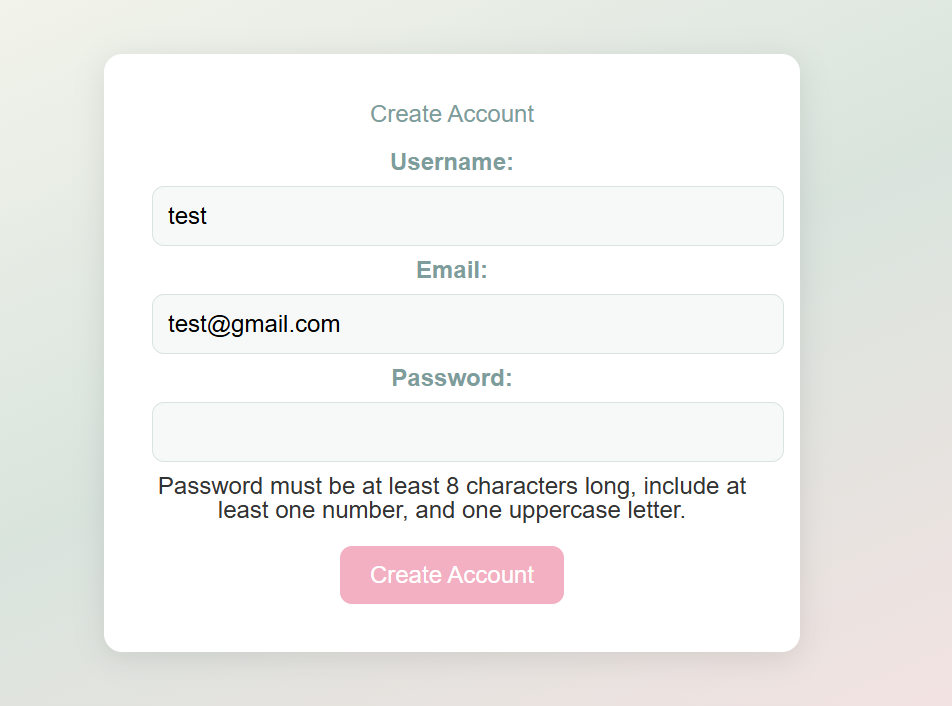 Create Account
Username:
test
Email:
test@gmail.com
Password:
Password must be at least 8 characters long, include at
least one number, and one uppercase letter.
Create Account